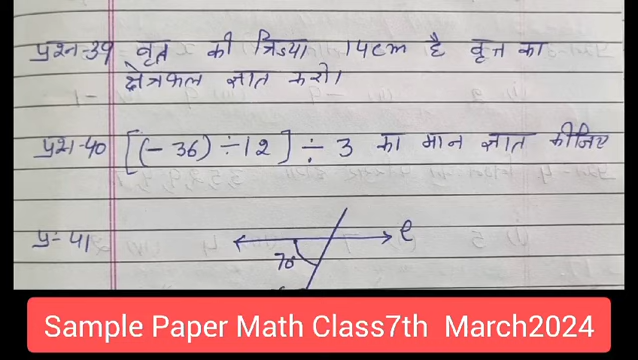 प्रश्न-39 वृत की त्रिज्या 14cm है वृत्त का
क्षेत्रफल ज्ञात करो।
प्रश्न-40 [(-36) ÷12] ÷ 3 का मान ज्ञात कीजिए
प्र:- 41
l
70°
Sample Paper Math Class7th March2024